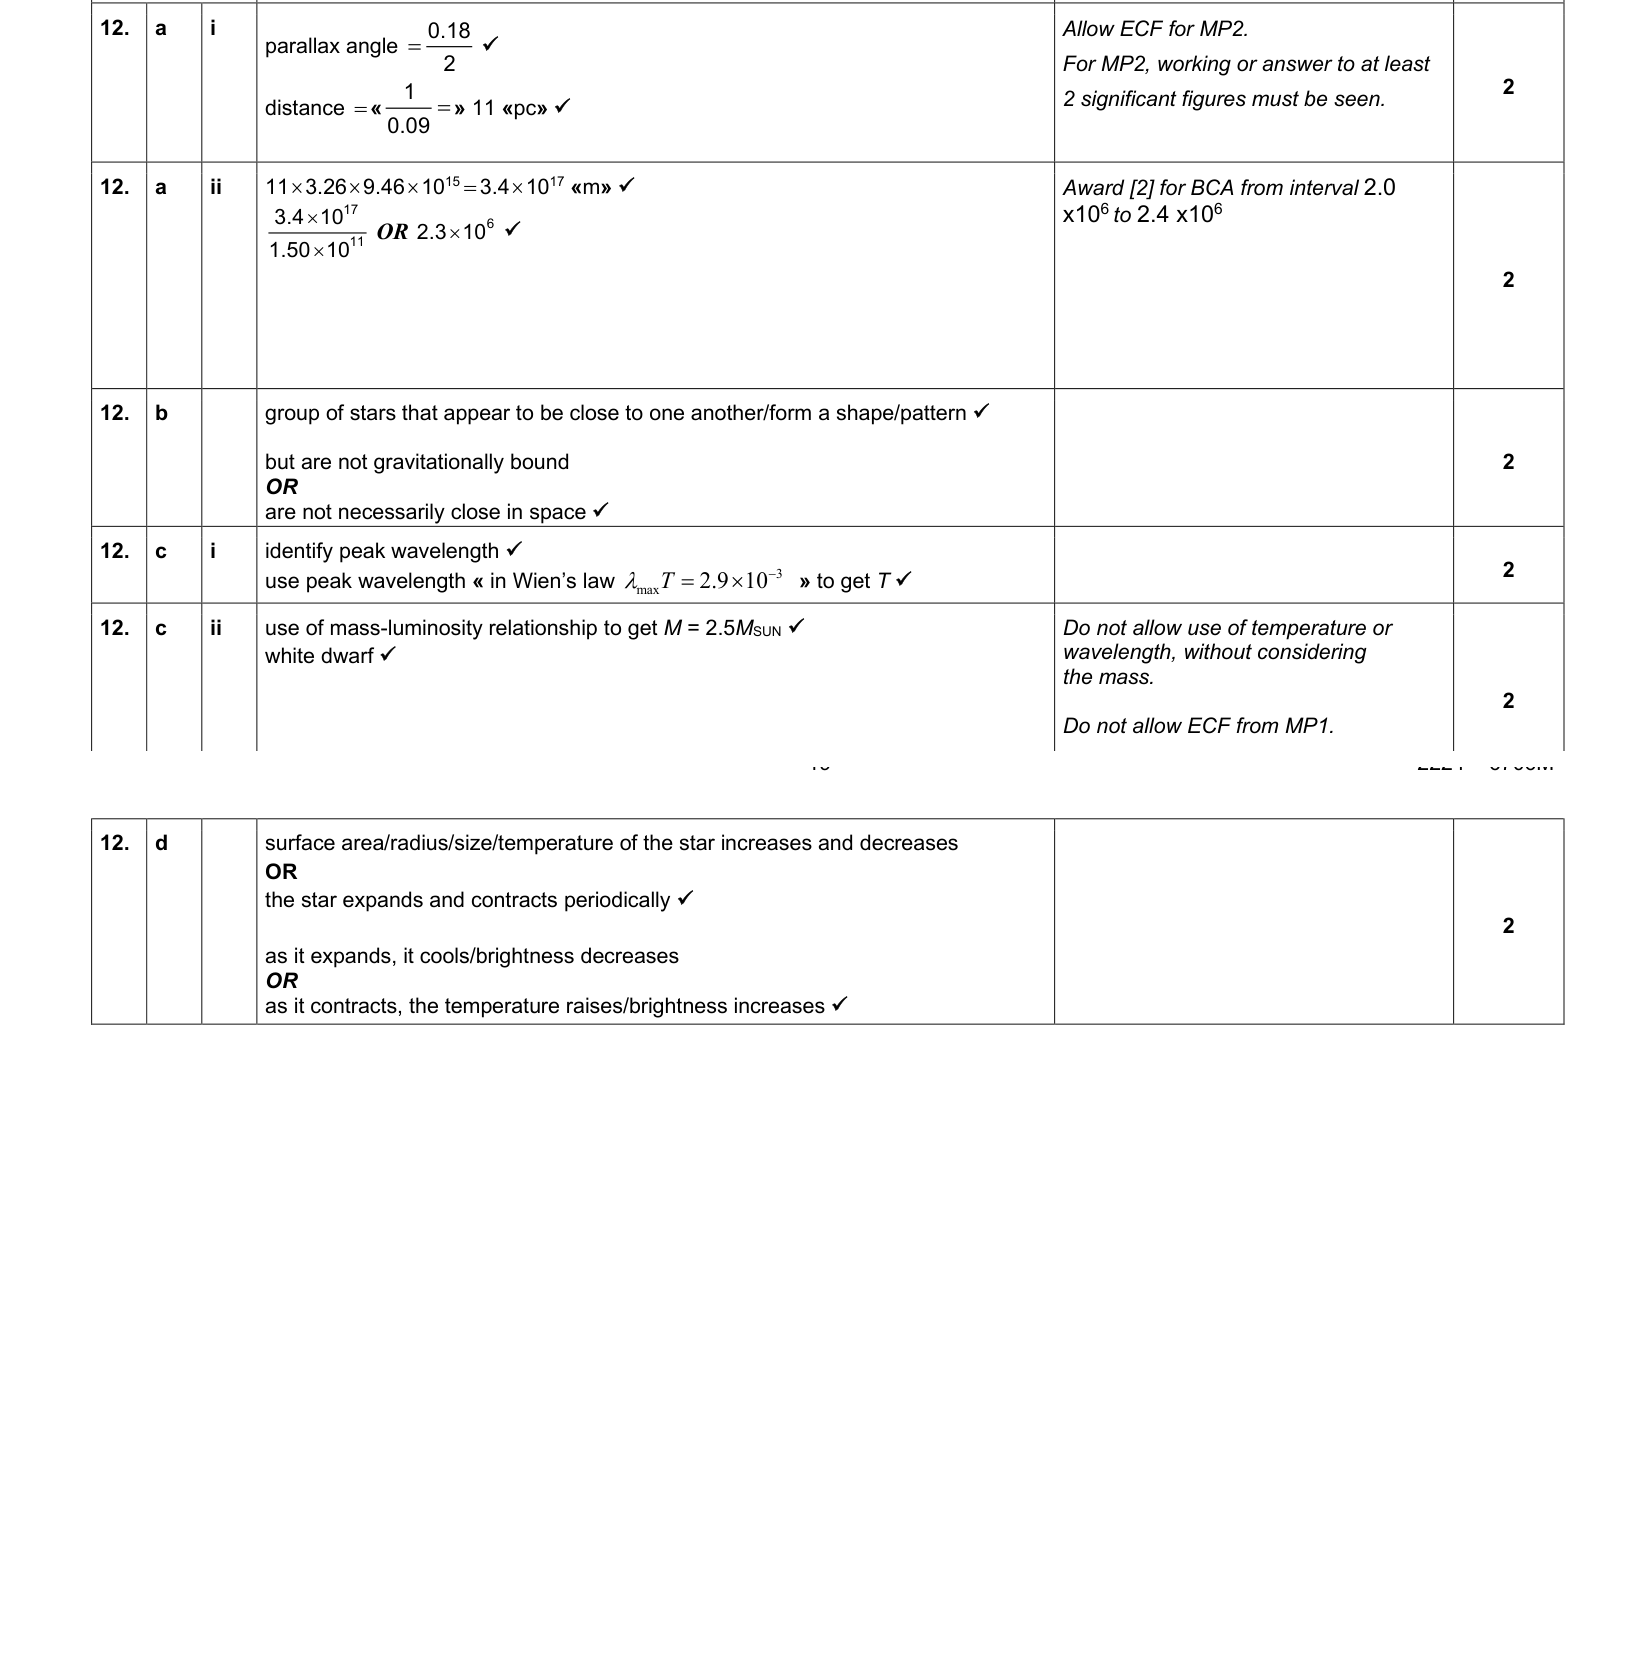 12. a i parallax angle = 0.18/2 ✓ Allow ECF for MP2.
For MP2, working or answer to at least
distance = « 1/0.09 = » 11 «pc» ✓ 2 significant figures must be seen. 2
12. a ii 11×3.26×9.46×10¹⁵=3.4×10¹⁷ «m» ✓ Award [2] for BCA from interval 2.0
x10⁶ to 2.4 x10⁶
3.4×10¹⁷/1.50×10¹¹ OR 2.3×10⁶ ✓
2
12. b group of stars that appear to be close to one another/form a shape/pattern ✓
but are not gravitationally bound 2
OR
are not necessarily close in space ✓
12. c i identify peak wavelength ✓
use peak wavelength « in Wien's law λmaxT = 2.9×10⁻³ » to get T ✓ 2
12. c ii use of mass-luminosity relationship to get M = 2.5MSUN ✓ Do not allow use of temperature or
white dwarf ✓ wavelength, without considering
the mass.
2
Do not allow ECF from MP1.
12. d surface area/radius/size/temperature of the star increases and decreases
OR
the star expands and contracts periodically ✓
2
as it expands, it cools/brightness decreases
OR
as it contracts, the temperature raises/brightness increases ✓